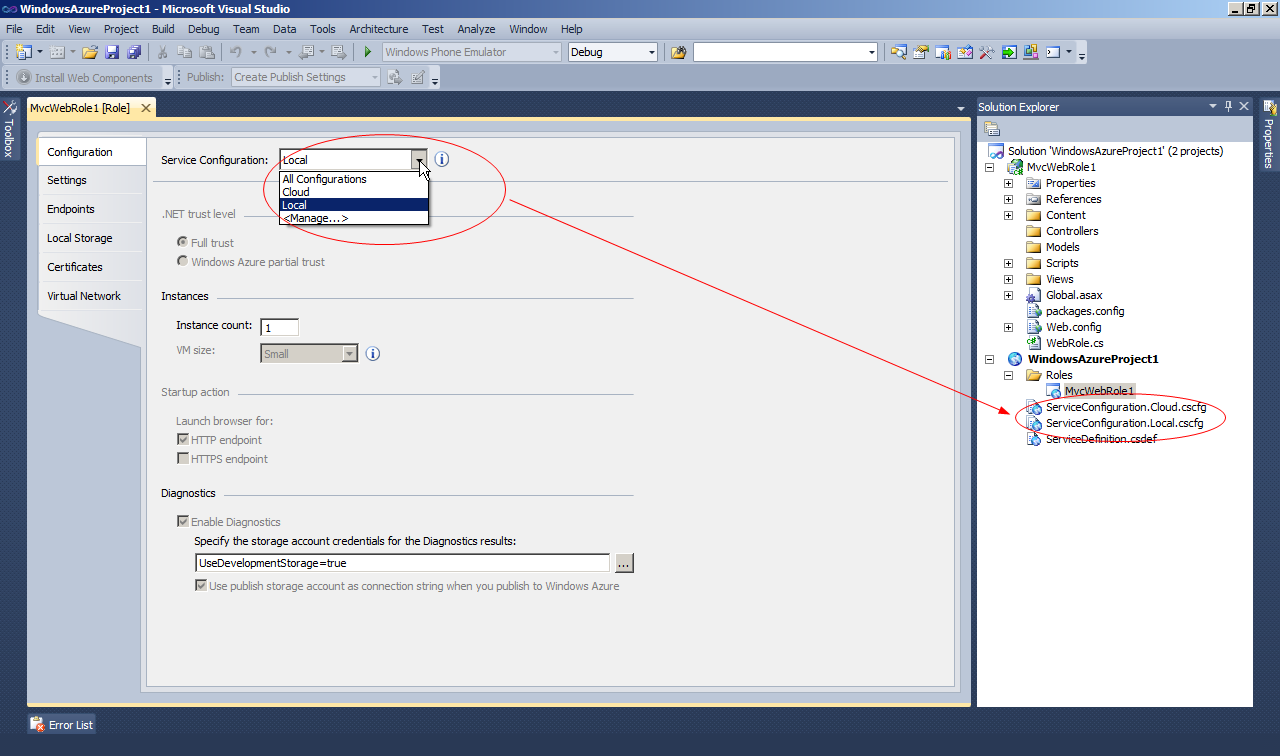 WindowsAzureProject1 - Microsoft Visual Studio
File Edit View Project Build Debug Team Data Tools Architecture Test Analyze Window Help
Windows Phone Emulator Debug
Install Web Components Publish: Create Publish Settings
Toolbox
MvcWebRole1 [Role]
Configuration
Settings
Endpoints
Local Storage
Certificates
Virtual Network
Service Configuration: Local
All Configurations
Cloud
Local
<Manage...>
.NET trust level
Full trust
Windows Azure partial trust
Instances
Instance count: 1
VM size: Small
Startup action
Launch browser for:
HTTP endpoint
HTTPS endpoint
Diagnostics
Enable Diagnostics
Specify the storage account credentials for the Diagnostics results:
UseDevelopmentStorage=true ...
Use publish storage account as connection string when you publish to Windows Azure
Solution Explorer
Solution 'WindowsAzureProject1' (2 projects)
MvcWebRole1
Properties
References
Content
Controllers
Models
Scripts
Views
Global.asax
packages.config
Web.config
WebRole.cs
WindowsAzureProject1
Roles
MvcWebRole1
ServiceConfiguration.Cloud.cscfg
ServiceConfiguration.Local.cscfg
ServiceDefinition.csdef
Properties
Error List